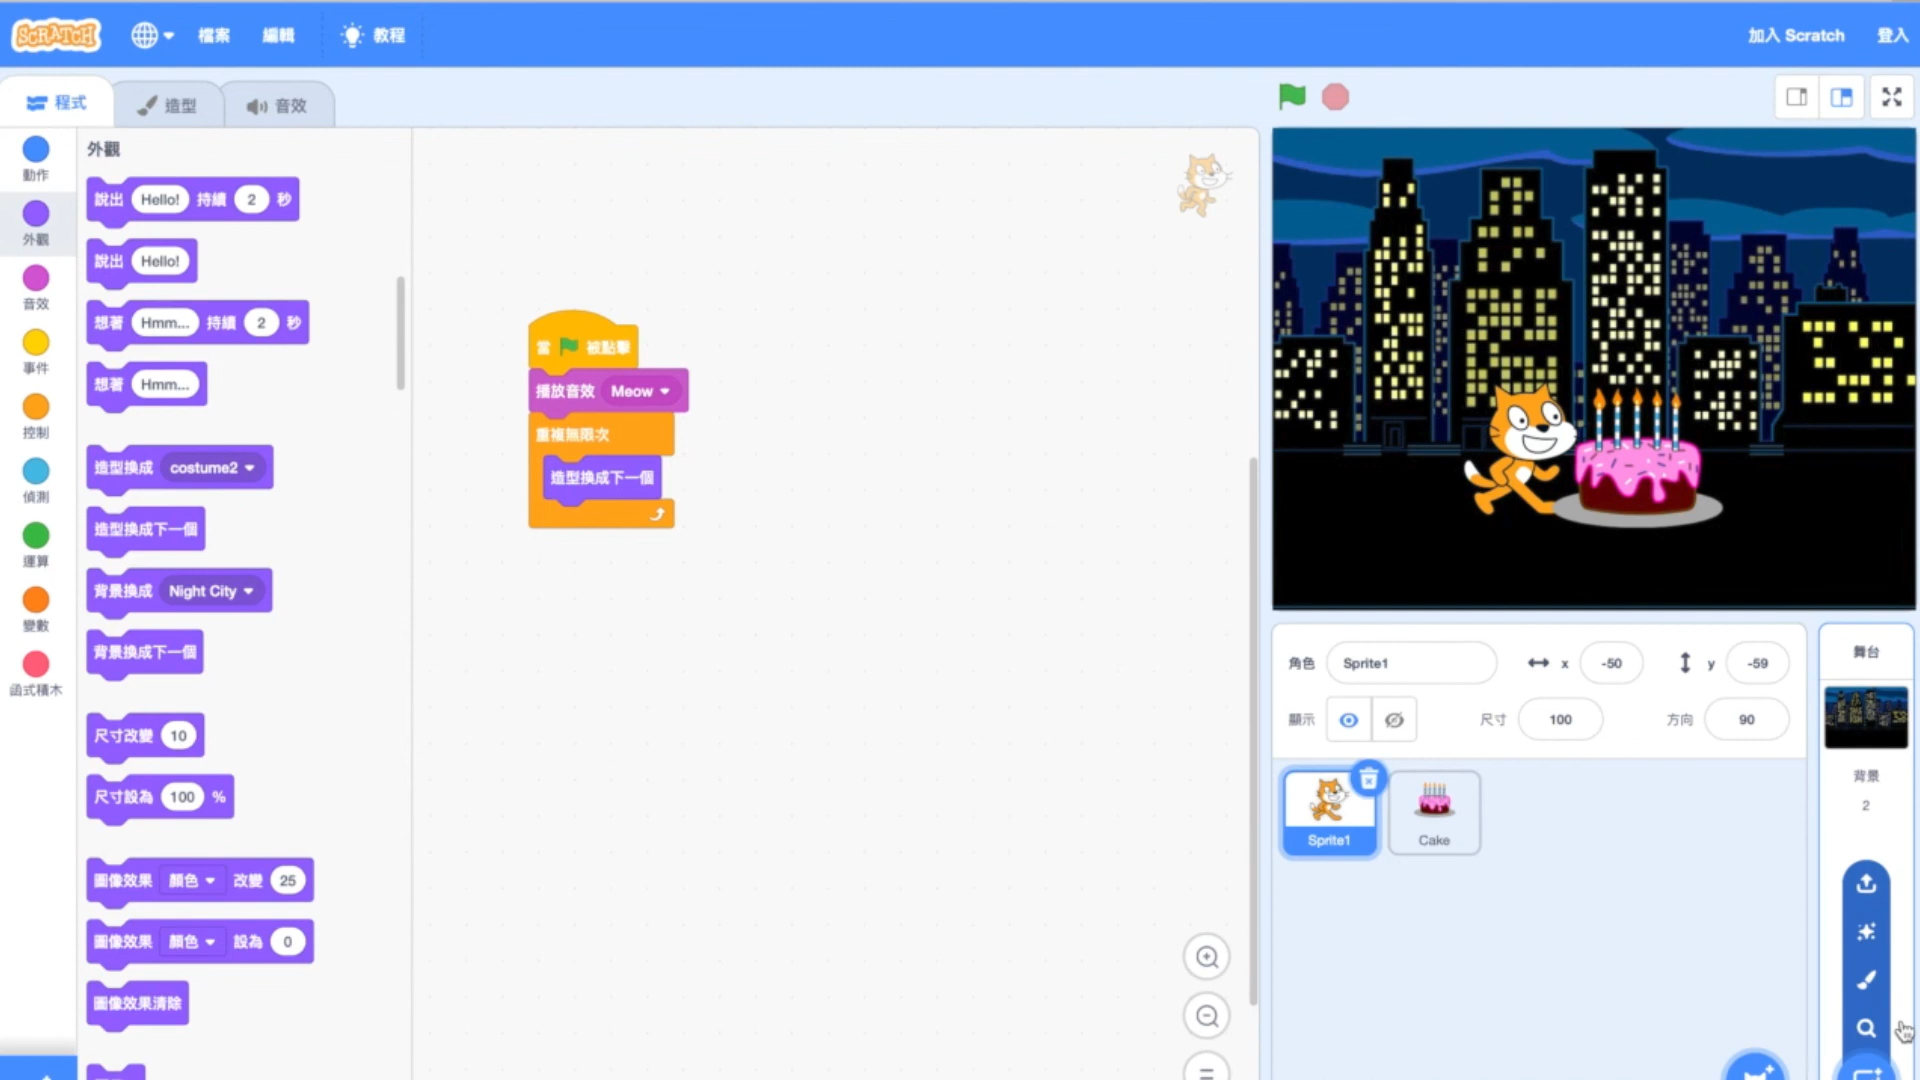 SCRATCH 檔案 編輯 教程 加入 Scratch 登入
程式 造型 音效
動作
外觀
音效
事件
控制
偵測
運算
變數
函式積木
外觀
說出 Hello! 持續 2 秒
說出 Hello!
想著 Hmm... 持續 2 秒
想著 Hmm...
造型換成 costume2
造型換成下一個
背景換成 Night City
背景換成下一個
尺寸改變 10
尺寸設為 100 %
圖像效果 顏色 改變 25
圖像效果 顏色 設為 0
圖像效果清除
當 被點擊
播放音效 Meow
重複無限次
造型換成下一個
角色 Sprite1 x -50 y -59
顯示 尺寸 100 方向 90
Sprite1 Cake
舞台
背景
2